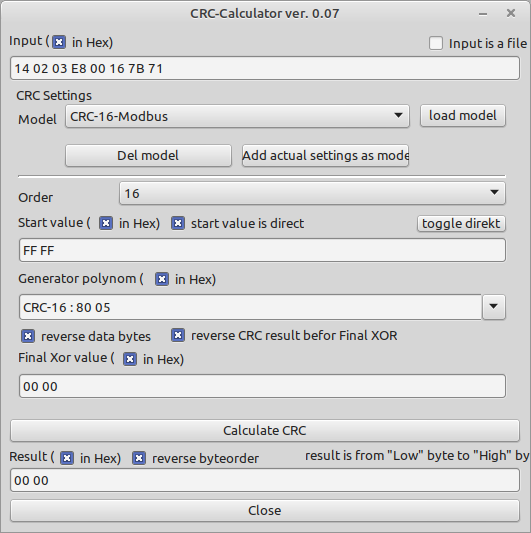 CRC-Calculator ver. 0.07
Input ( in Hex) Input is a file
14 02 03 E8 00 16 7B 71
CRC Settings
Model CRC-16-Modbus load model
Del model Add actual settings as mode
Order 16
Start value ( in Hex) start value is direct toggle direkt
FF FF
Generator polynom ( in Hex)
CRC-16 : 80 05
reverse data bytes reverse CRC result befor Final XOR
Final Xor value ( in Hex)
00 00
Calculate CRC
Result ( in Hex) reverse byteorder result is from "Low" byte to "High" by
00 00
Close